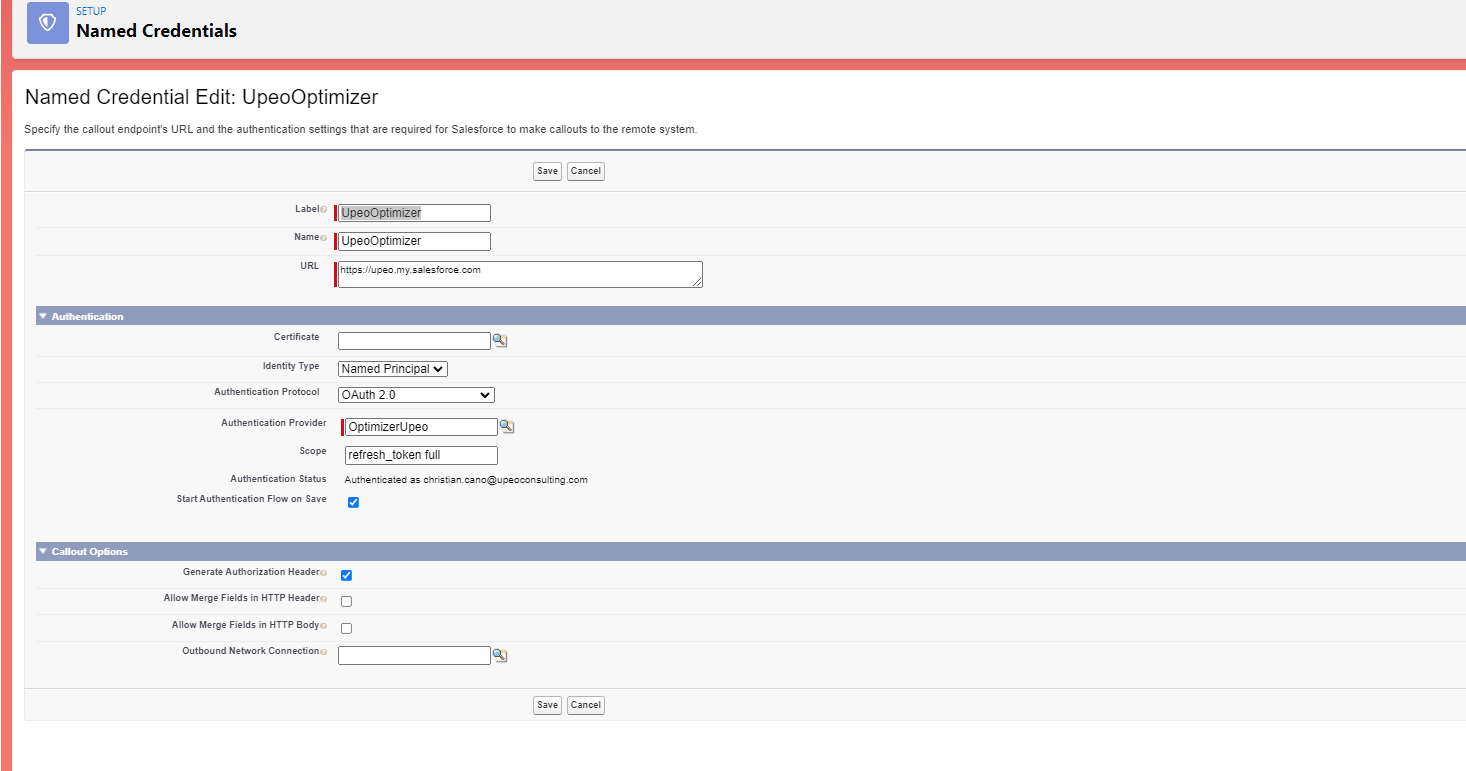 SETUP
Named Credentials
Named Credential Edit: UpeoOptimizer
Specify the callout endpoint's URL and the authentication settings that are required for Salesforce to make callouts to the remote system.
Save Cancel
Label UpeoOptimizer
Name UpeoOptimizer
URL https://upeo.my.salesforce.com
Authentication
Certificate
Identity Type Named Principal
Authentication Protocol OAuth 2.0
Authentication Provider OptimizerUpeo
Scope refresh_token full
Authentication Status Authenticated as christian.cano@upeoconsulting.com
Start Authentication Flow on Save
Callout Options
Generate Authorization Header
Allow Merge Fields in HTTP Header
Allow Merge Fields in HTTP Body
Outbound Network Connection
Save Cancel